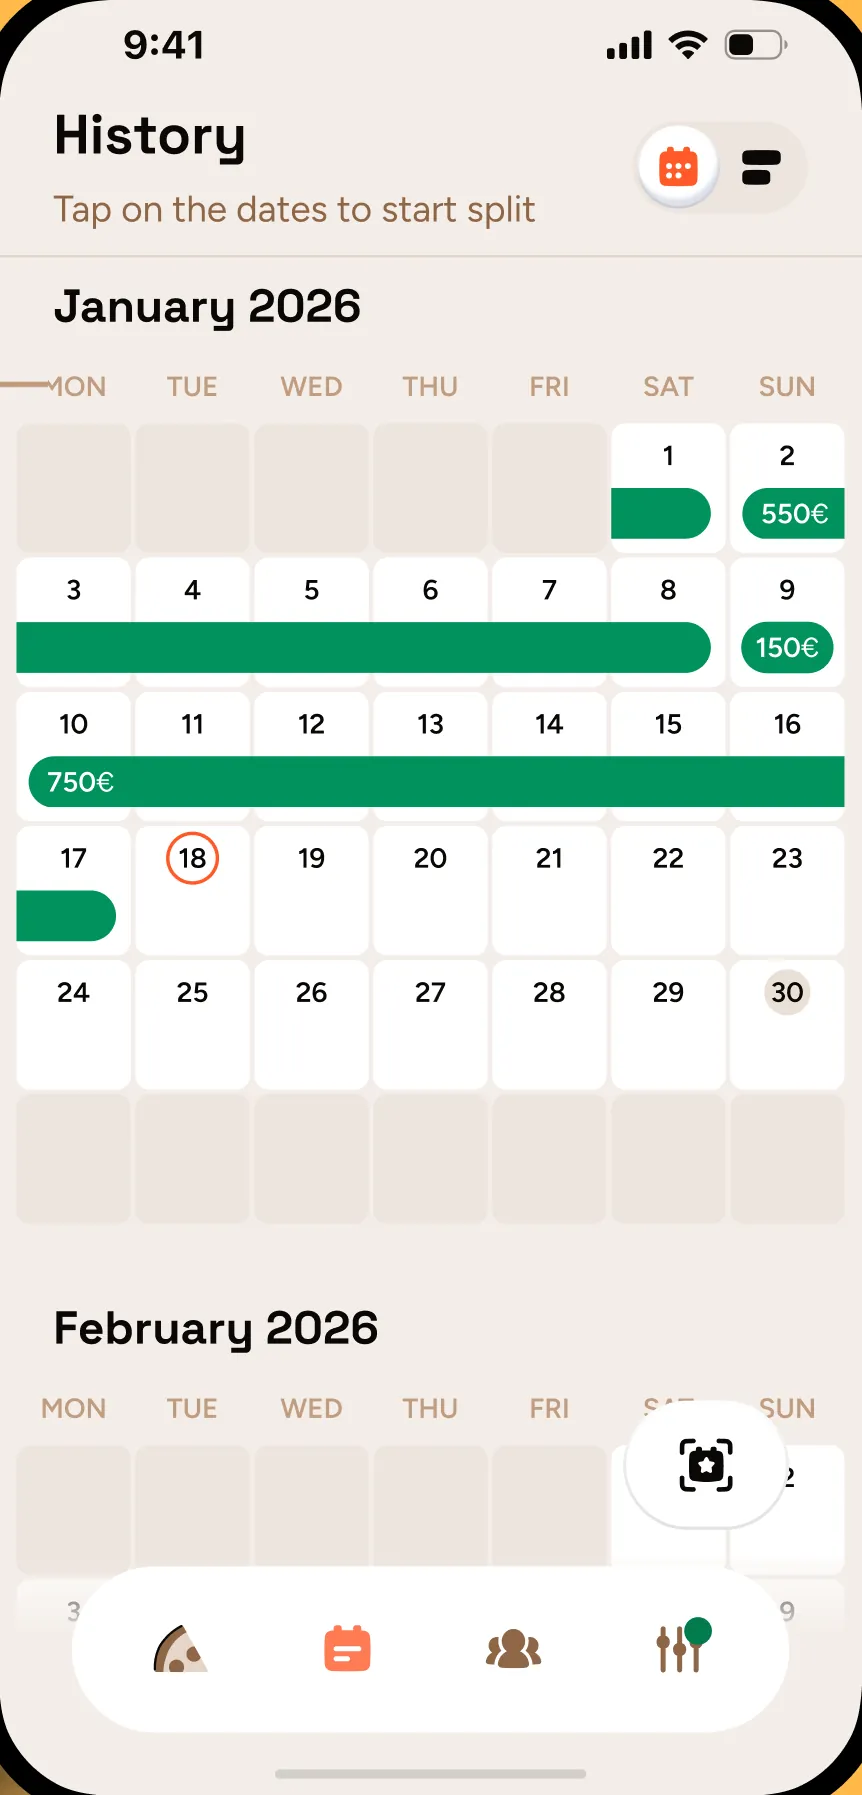 9:41
History
Tap on the dates to start split
January 2026
MON TUE WED THU FRI SAT SUN
1 2
550€
3 4 5 6 7 8 9
150€
10 11 12 13 14 15 16
750€
17 18 19 20 21 22 23
24 25 26 27 28 29 30
February 2026
MON TUE WED THU FRI SUN
2
3 9